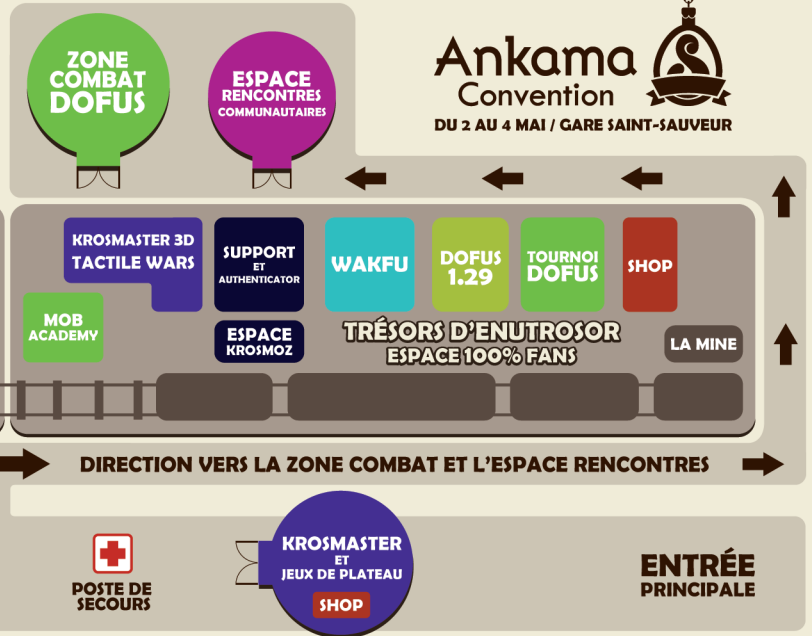 Ankama
Convention
DU 2 AU 4 MAI / GARE SAINT-SAUVEUR
ZONE
COMBAT
DOFUS
ESPACE
RENCONTRES
COMMUNAUTAIRES
KROSMASTER 3D
TACTILE WARS
SUPPORT
ET
AUTHENTICATOR
WAKFU
DOFUS
1.29
TOURNOI
DOFUS
SHOP
MOB
ACADEMY
ESPACE
KROSMOZ
TRÉSORS D'ENUTROSOR
ESPACE 100% FANS
LA MINE
DIRECTION VERS LA ZONE COMBAT ET L'ESPACE RENCONTRES
POSTE DE
SECOURS
KROSMASTER
ET
JEUX DE PLATEAU
SHOP
ENTRÉE
PRINCIPALE